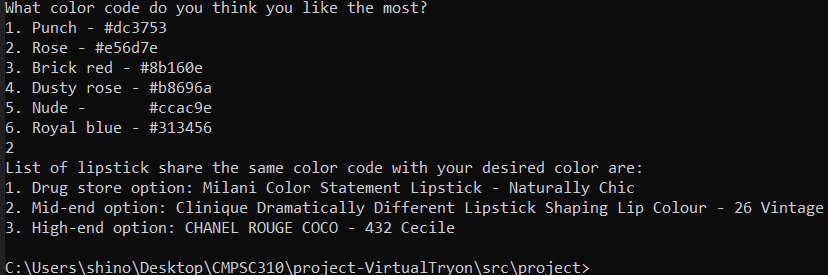 What color code do you think you like the most?
1. Punch - #dc3753
2. Rose - #e56d7e
3. Brick red - #8b160e
4. Dusty rose - #b8696a
5. Nude -       #ccac9e
6. Royal blue - #313456
2
List of lipstick share the same color code with your desired color are:
1. Drug store option: Milani Color Statement Lipstick - Naturally Chic
2. Mid-end option: Clinique Dramatically Different Lipstick Shaping Lip Colour - 26 Vintage
3. High-end option: CHANEL ROUGE COCO - 432 Cecile
C:\Users\shino\Desktop\CMPSC310\project-VirtualTryon\src\project>